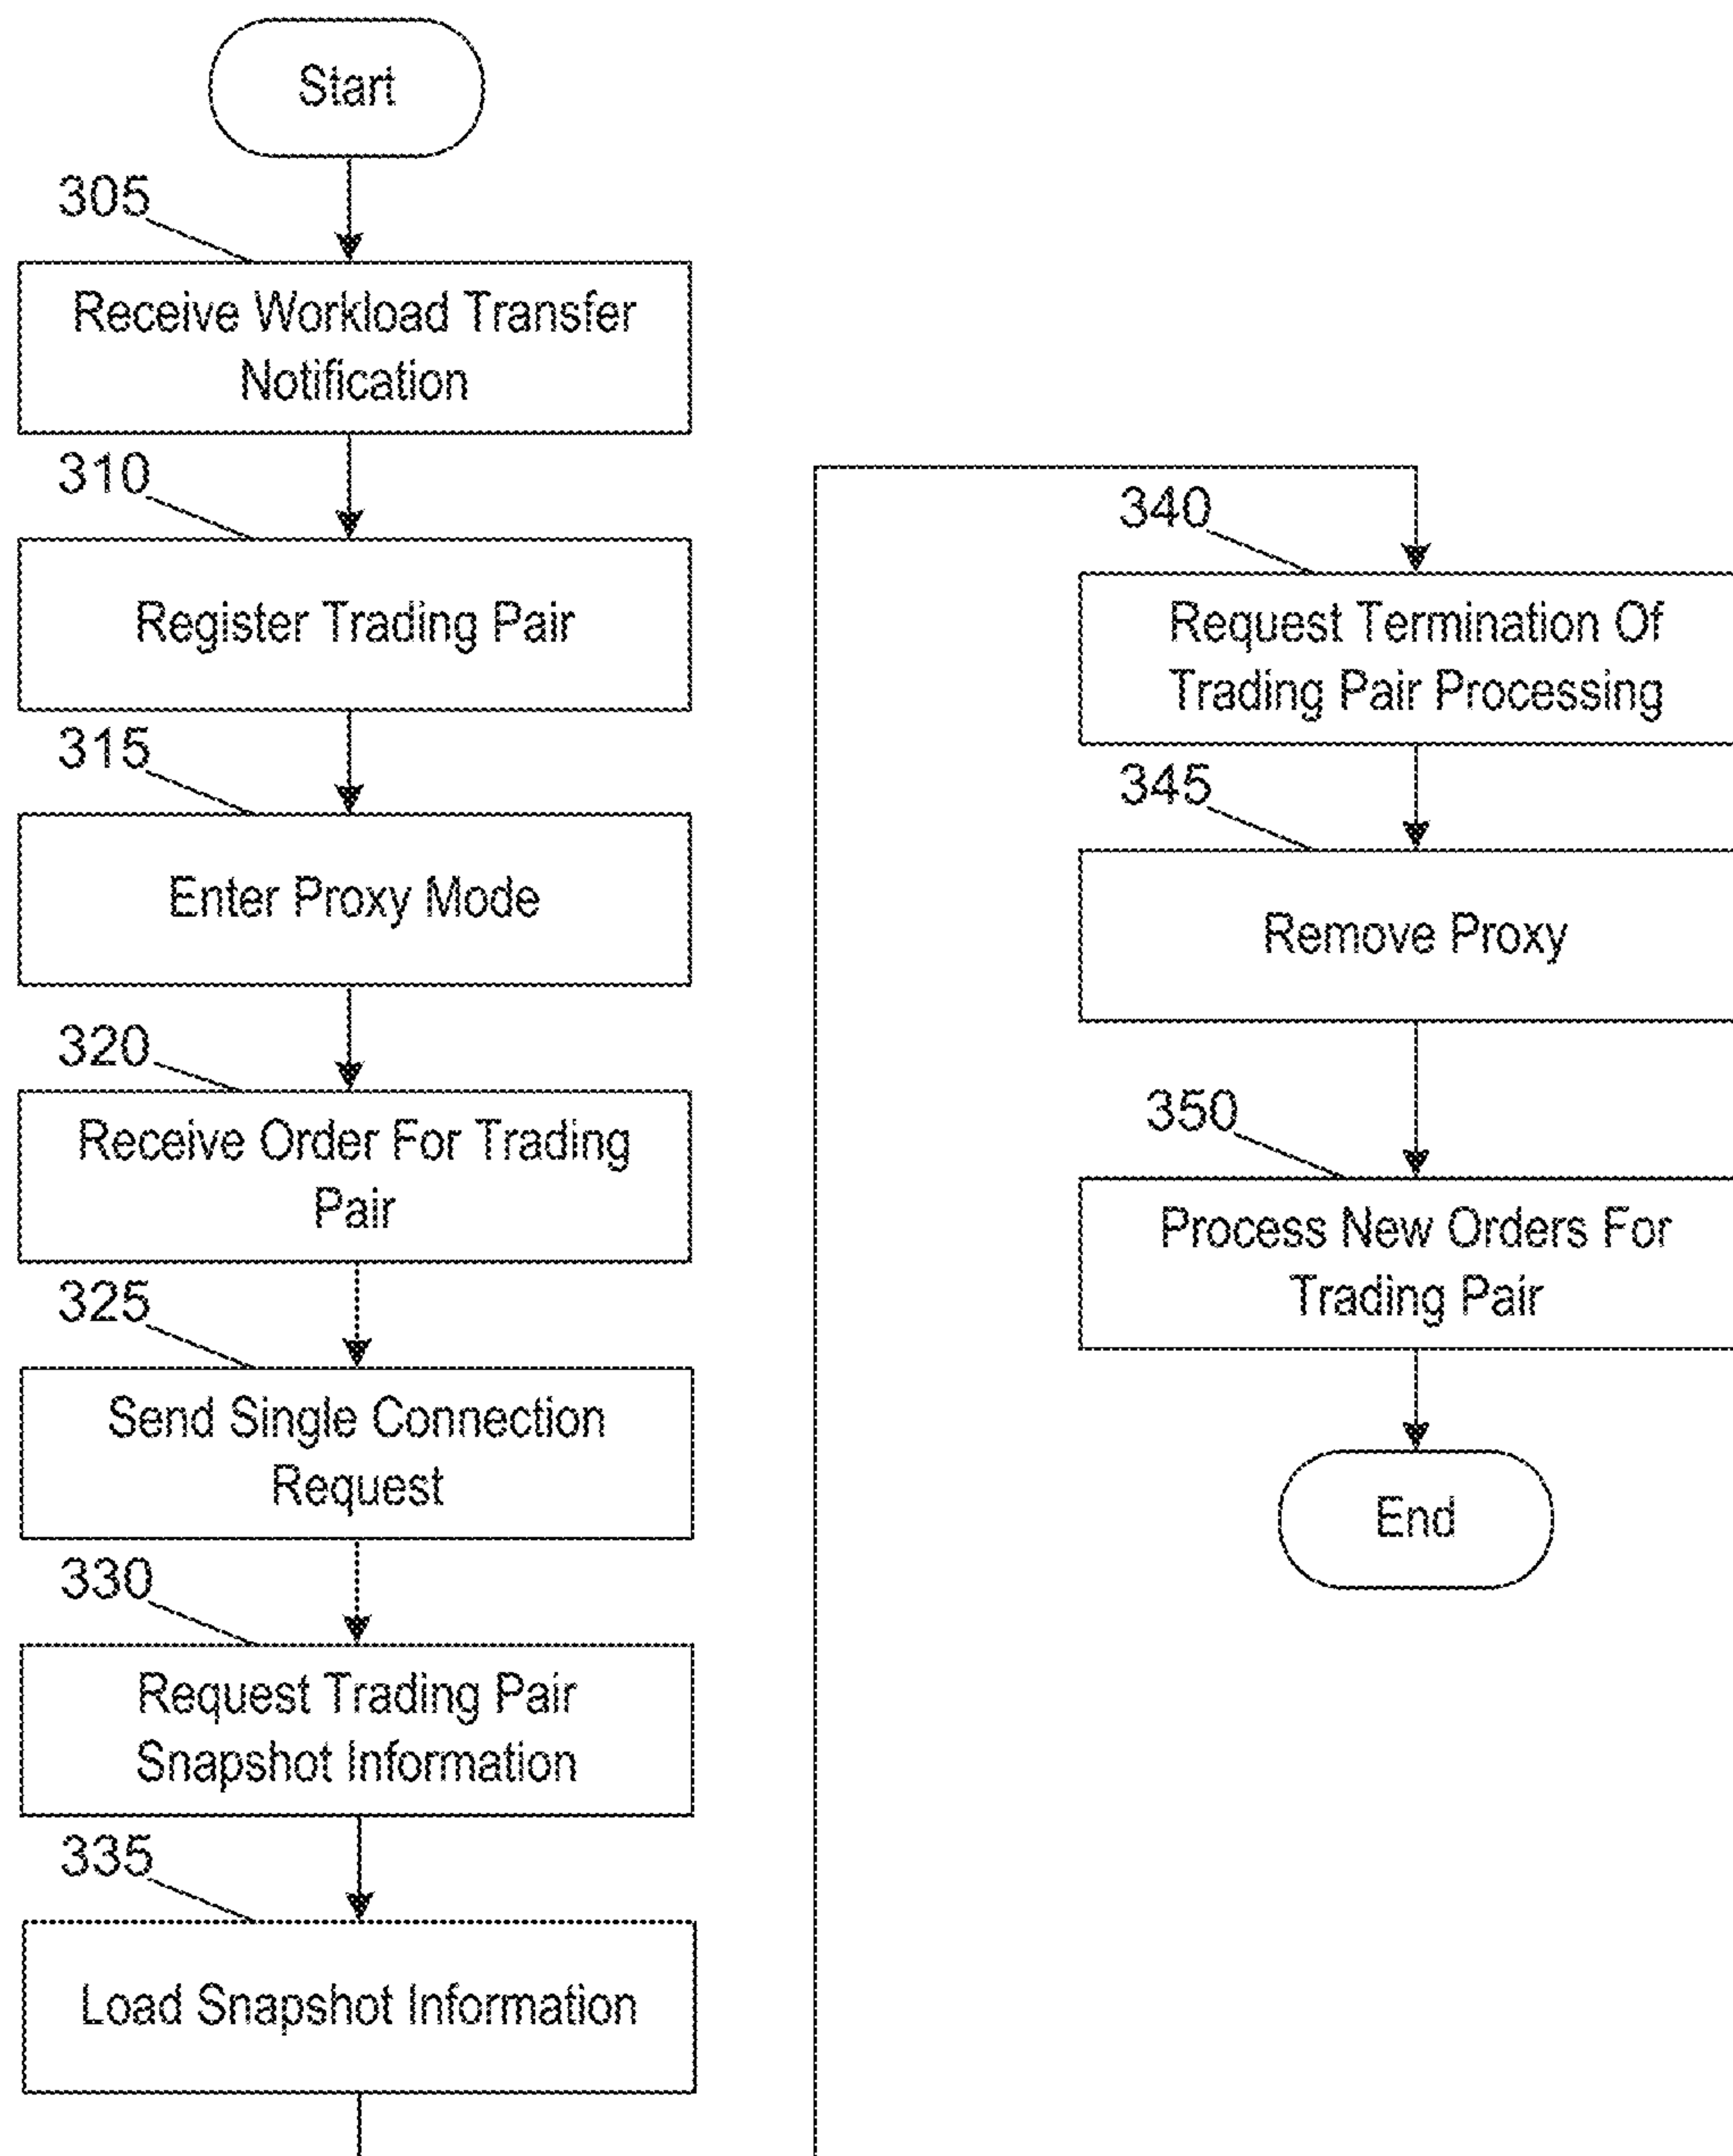 Start
305
Receive Workload Transfer
Notification
310
Register Trading Pair
315
Enter Proxy Mode
320
Receive Order For Trading
Pair
325
Send Single Connection
Request
330
Request Trading Pair
Snapshot Information
335
Load Snapshot Information
340
Request Termination Of
Trading Pair Processing
345
Remove Proxy
350
Process New Orders For
Trading Pair
End